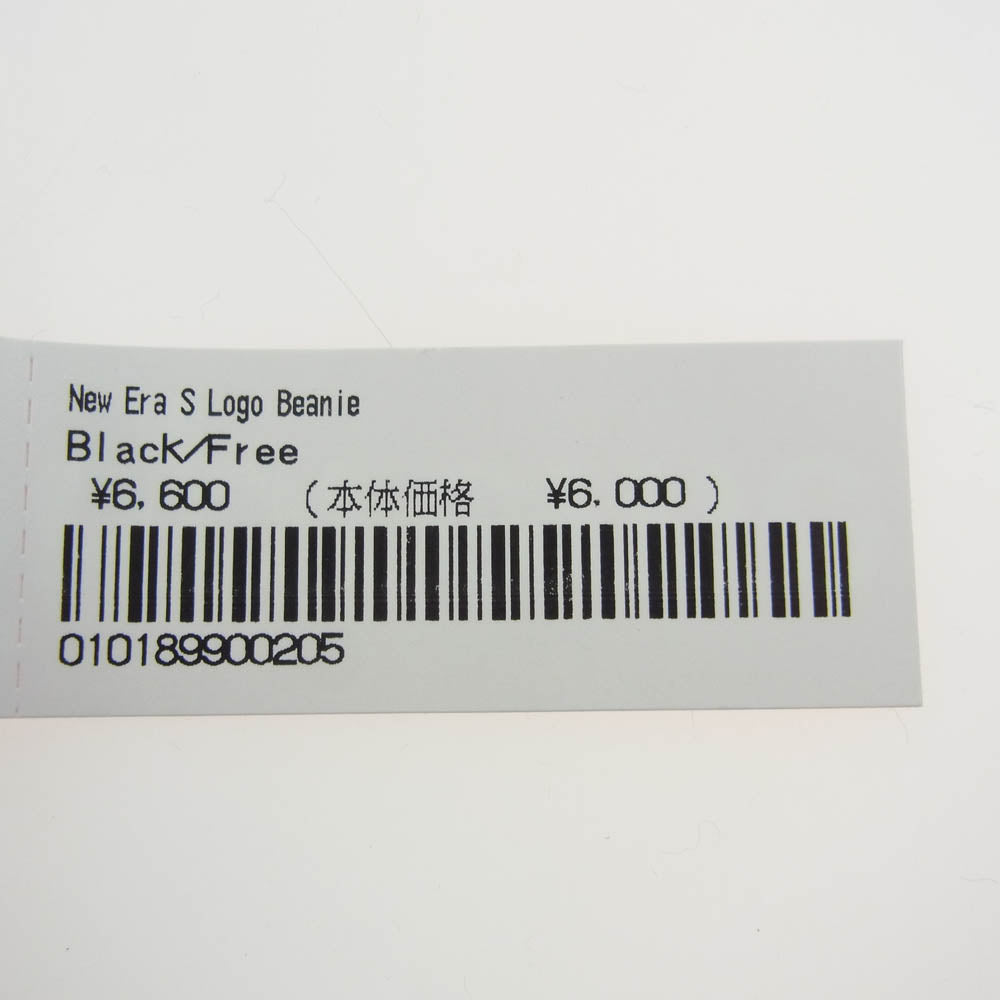 New Era S Logo Beanie
Black/Free
¥6,600 (本体価格 ¥6,000 )
010189900205